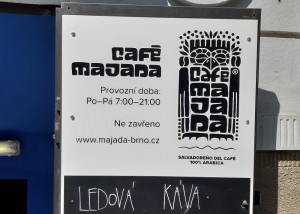 CAFÉ
MAJADA
Provozní doba:
Po–Pá 7:00–21:00
Ne zavřeno
www.majada-brno.cz
Café
MAJADA
®
SALVADOREÑO DEL CAFÉ
100% ARABICA
LEDOVÁ KÁVA